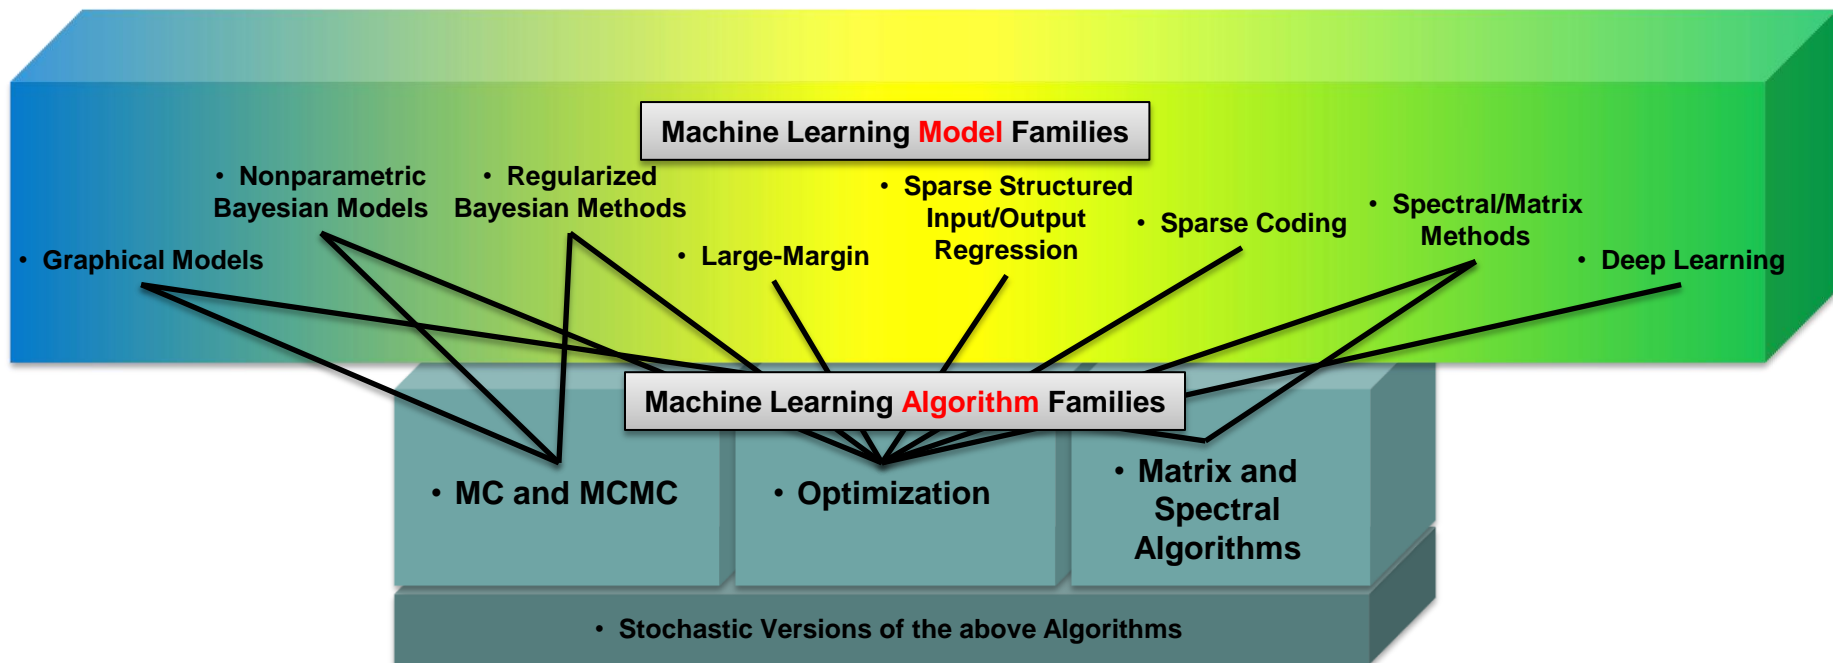 Machine Learning Model Families
• Nonparametric
Bayesian Models
• Regularized
Bayesian Methods
• Sparse Structured
Input/Output
Regression
• Sparse Coding
• Spectral/Matrix
Methods
• Graphical Models
• Large-Margin
• Deep Learning
Machine Learning Algorithm Families
• MC and MCMC
• Optimization
• Matrix and
Spectral
Algorithms
• Stochastic Versions of the above Algorithms